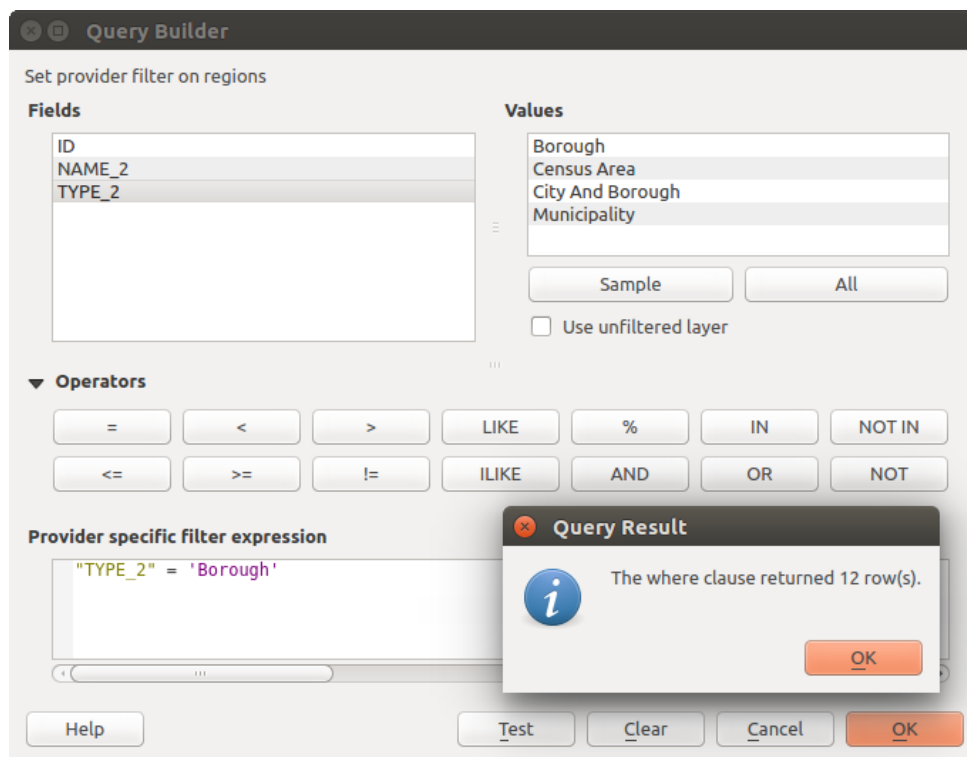 Query Builder
Set provider filter on regions
Fields
Values
ID
NAME_2
TYPE_2
Borough
Census Area
City And Borough
Municipality
Sample
All
Use unfiltered layer
Operators
= < > LIKE % IN NOT IN
<= >= != ILIKE AND OR NOT
Provider specific filter expression
"TYPE_2" = 'Borough'
Query Result
The where clause returned 12 row(s).
OK
Help
Test
Clear
Cancel
OK